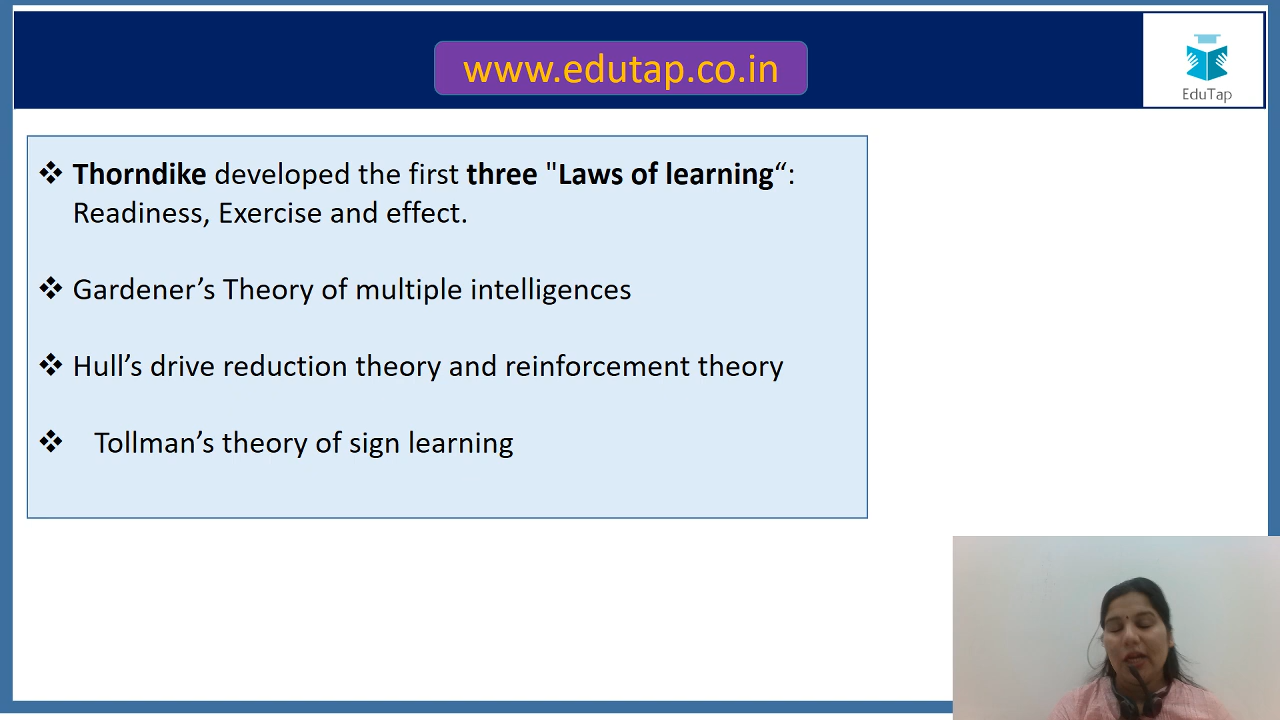 www.edutap.co.in
EduTap
❖ Thorndike developed the first three "Laws of learning“:
Readiness, Exercise and effect.
❖ Gardener’s Theory of multiple intelligences
❖ Hull’s drive reduction theory and reinforcement theory
❖ Tollman’s theory of sign learning